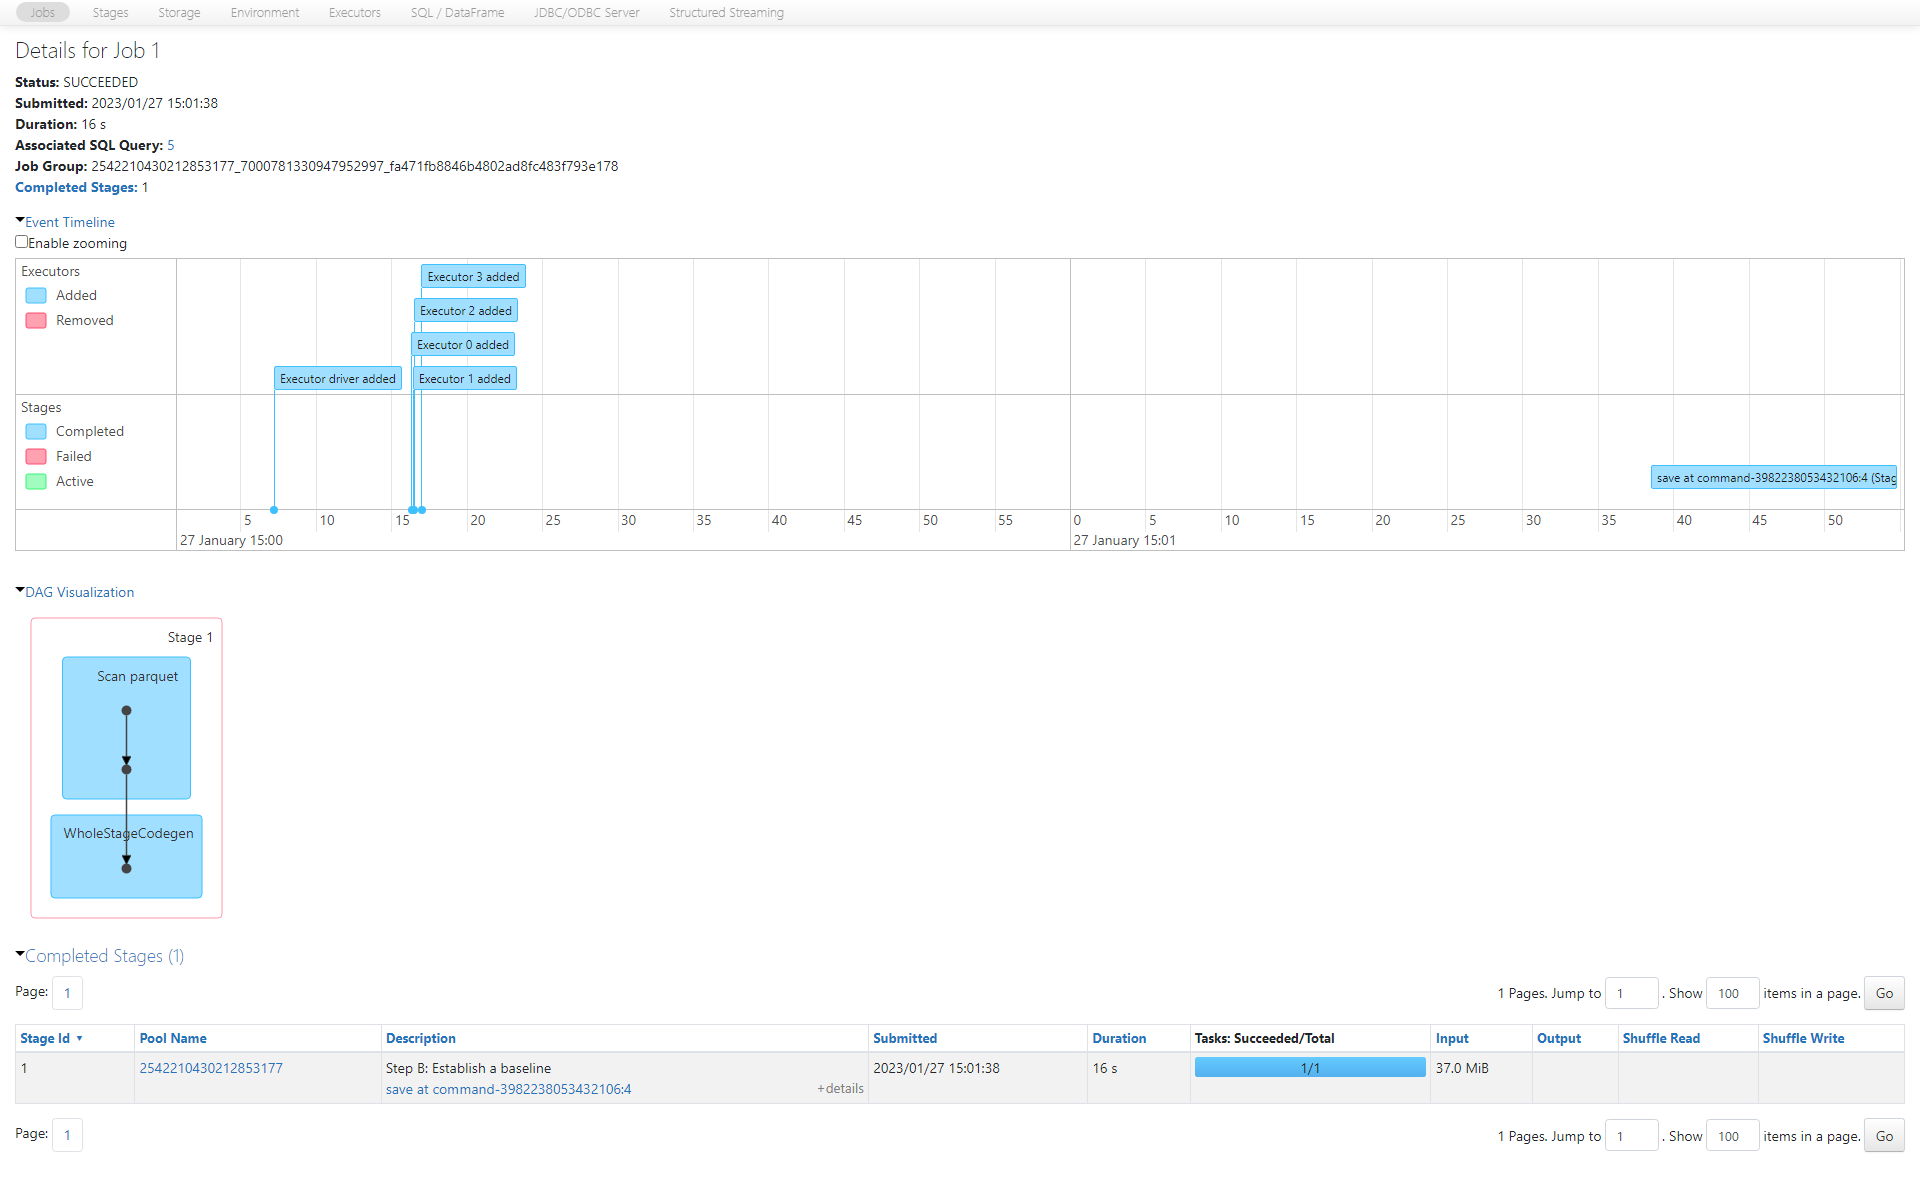 Jobs Stages Storage Environment Executors SQL / DataFrame JDBC/ODBC Server Structured Streaming
Details for Job 1
Status: SUCCEEDED
Submitted: 2023/01/27 15:01:38
Duration: 16 s
Associated SQL Query: 5
Job Group: 2542210430212853177_7000781330947952997_fa471fb8846b4802ad8fc483f793e178
Completed Stages: 1
Event Timeline
Enable zooming
Executors
Added
Removed
Executor 3 added
Executor 2 added
Executor 0 added
Executor driver added
Executor 1 added
Stages
Completed
Failed
Active
save at command-3982238053432106:4 (Stag
5 10 15 20 25 30 35 40 45 50 55 0 5 10 15 20 25 30 35 40 45 50
27 January 15:00 27 January 15:01
DAG Visualization
Stage 1
Scan parquet
WholeStageCodegen
Completed Stages (1)
Page: 1 1 Pages. Jump to 1 . Show 100 items in a page. Go
Stage Id ▾ Pool Name Description Submitted Duration Tasks: Succeeded/Total Input Output Shuffle Read Shuffle Write
1 2542210430212853177 Step B: Establish a baseline 2023/01/27 15:01:38 16 s 1/1 37.0 MiB
save at command-3982238053432106:4 +details
Page: 1 1 Pages. Jump to 1 . Show 100 items in a page. Go